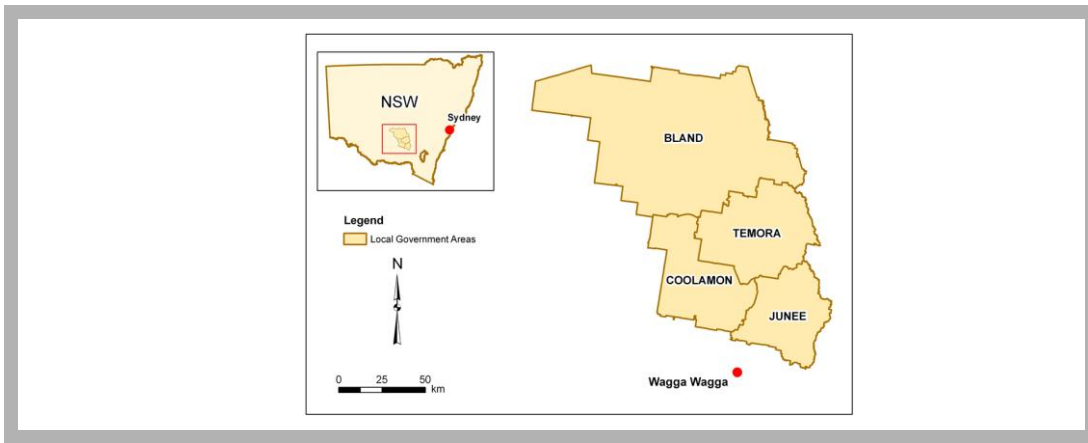 NSW
Sydney
BLAND
Legend
Local Government Areas
TEMORA
N
COOLAMON
JUNEE
Wagga Wagga
0 25 50
km